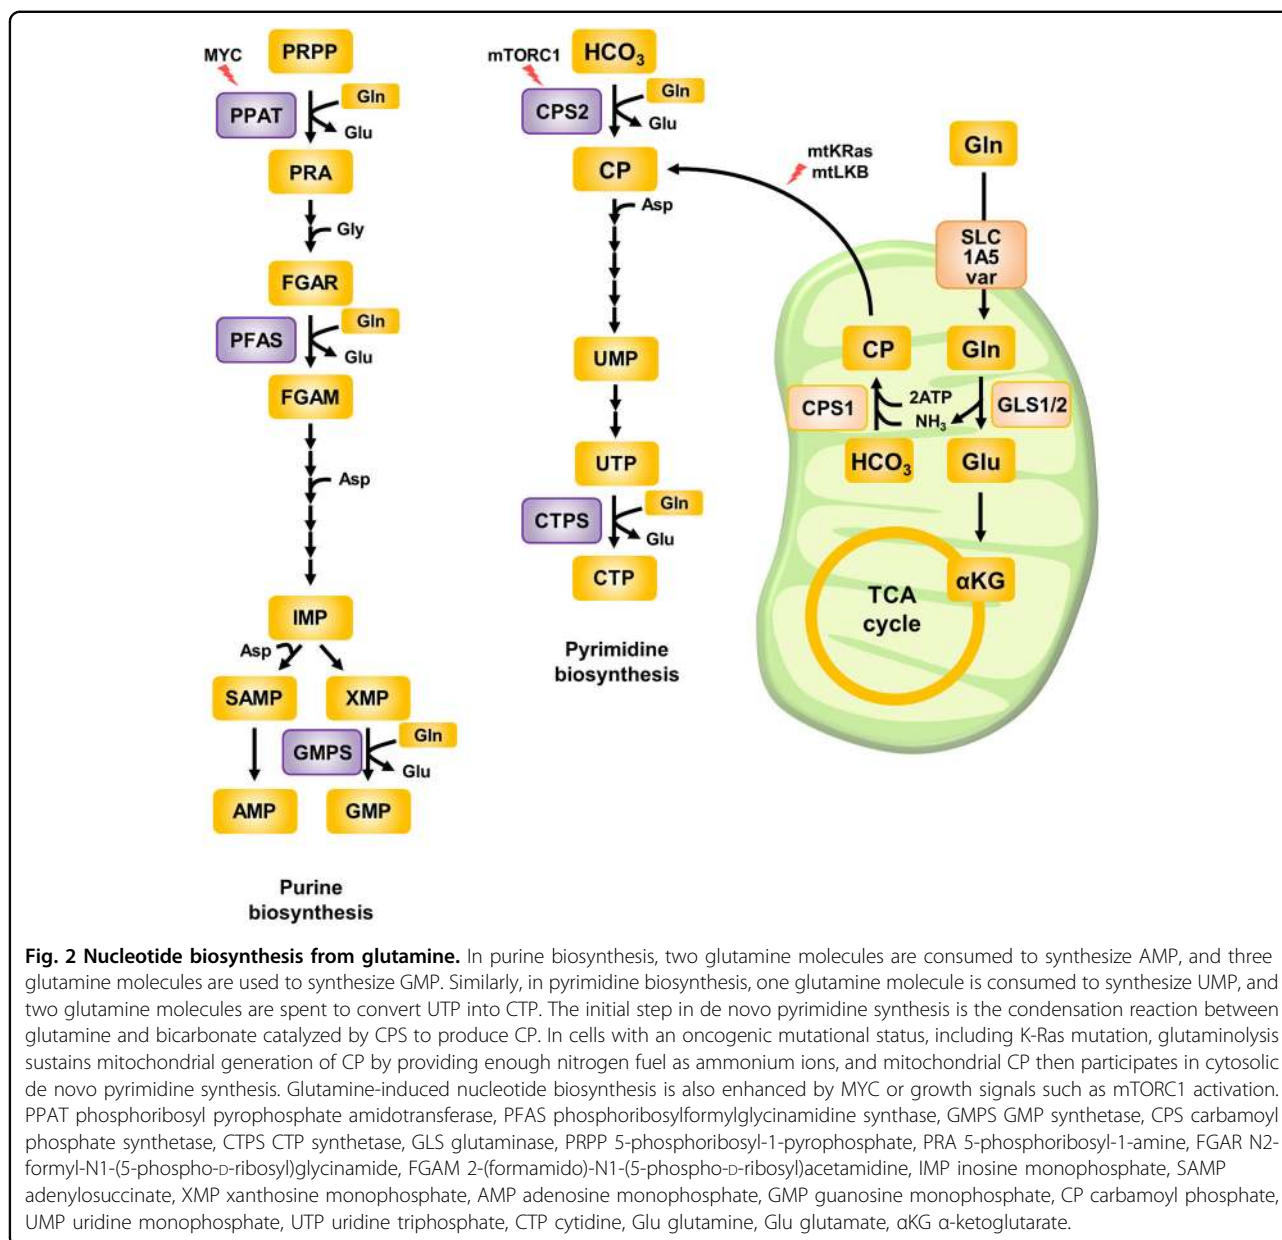 MYC
PRPP
Gln
PPAT
Glu
PRA
Gly
FGAR
Gln
PFAS
Glu
FGAM
Asp
IMP
Asp
SAMP
XMP
Gln
GMPS
Glu
AMP
GMP
Purine
biosynthesis
mTORC1
HCO3
Gln
CPS2
Glu
CP
Asp
UMP
UTP
Gln
CTPS
Glu
CTP
Pyrimidine
biosynthesis
mtKRas
mtLKB
Gln
SLC
1A5
var
CP
Gln
CPS1
2ATP
NH3
GLS1/2
HCO3
Glu
αKG
TCA
cycle
Fig. 2 Nucleotide biosynthesis from glutamine. In purine biosynthesis, two glutamine molecules are consumed to synthesize AMP, and three
glutamine molecules are used to synthesize GMP. Similarly, in pyrimidine biosynthesis, one glutamine molecule is consumed to synthesize UMP, and
two glutamine molecules are spent to convert UTP into CTP. The initial step in de novo pyrimidine synthesis is the condensation reaction between
glutamine and bicarbonate catalyzed by CPS to produce CP. In cells with an oncogenic mutational status, including K-Ras mutation, glutaminolysis
sustains mitochondrial generation of CP by providing enough nitrogen fuel as ammonium ions, and mitochondrial CP then participates in cytosolic
de novo pyrimidine synthesis. Glutamine-induced nucleotide biosynthesis is also enhanced by MYC or growth signals such as mTORC1 activation.
PPAT phosphoribosyl pyrophosphate amidotransferase, PFAS phosphoribosylformylglycinamidine synthase, GMPS GMP synthetase, CPS carbamoyl
phosphate synthetase, CTPS CTP synthetase, GLS glutaminase, PRPP 5-phosphoribosyl-1-pyrophosphate, PRA 5-phosphoribosyl-1-amine, FGAR N2-
formyl-N1-(5-phospho-D-ribosyl)glycinamide, FGAM 2-(formamido)-N1-(5-phospho-D-ribosyl)acetamidine, IMP inosine monophosphate, SAMP
adenylosuccinate, XMP xanthosine monophosphate, AMP adenosine monophosphate, GMP guanosine monophosphate, CP carbamoyl phosphate,
UMP uridine monophosphate, UTP uridine triphosphate, CTP cytidine, Glu glutamine, Glu glutamate, αKG α-ketoglutarate.